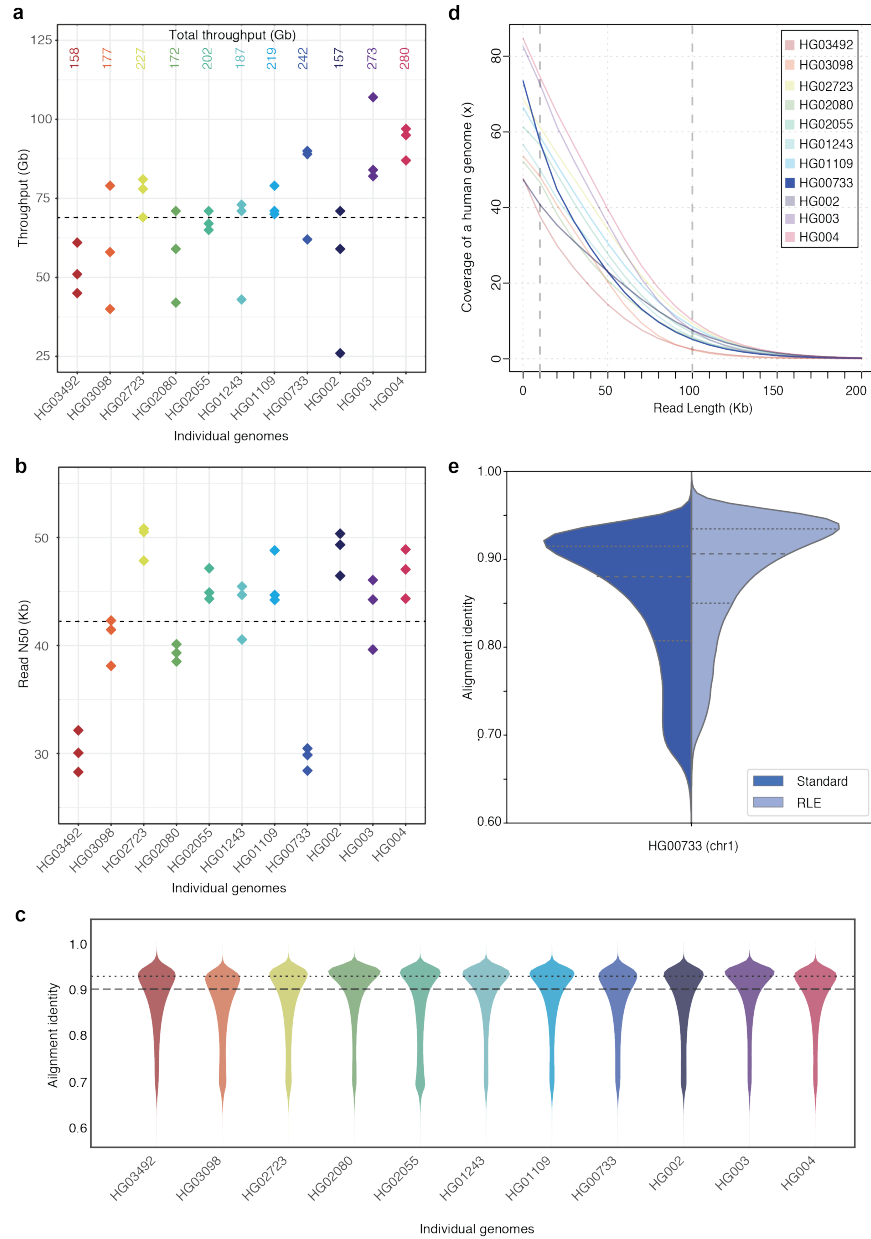 a
Total throughput (Gb)
158 177 227 172 202 187 219 242 157 273 280
125
100
75
50
25
Throughput (Gb)
HG03492 HG03098 HG02723 HG02080 HG02055 HG01243 HG01109 HG00733 HG002 HG003 HG004
Individual genomes
b
50
40
30
Read N50 (Kb)
HG03492 HG03098 HG02723 HG02080 HG02055 HG01243 HG01109 HG00733 HG002 HG003 HG004
Individual genomes
d
80
60
40
20
0
Coverage of a human genome (x)
HG03492
HG03098
HG02723
HG02080
HG02055
HG01243
HG01109
HG00733
HG002
HG003
HG004
0 50 100 150 200
Read Length (Kb)
e
1.00
0.90
0.80
0.70
0.60
Alignment identity
Standard
RLE
HG00733 (chr1)
c
1.0
0.9
0.8
0.7
0.6
Ailgnment identity
HG03492 HG03098 HG02723 HG02080 HG02055 HG01243 HG01109 HG00733 HG002 HG003 HG004
Individual genomes